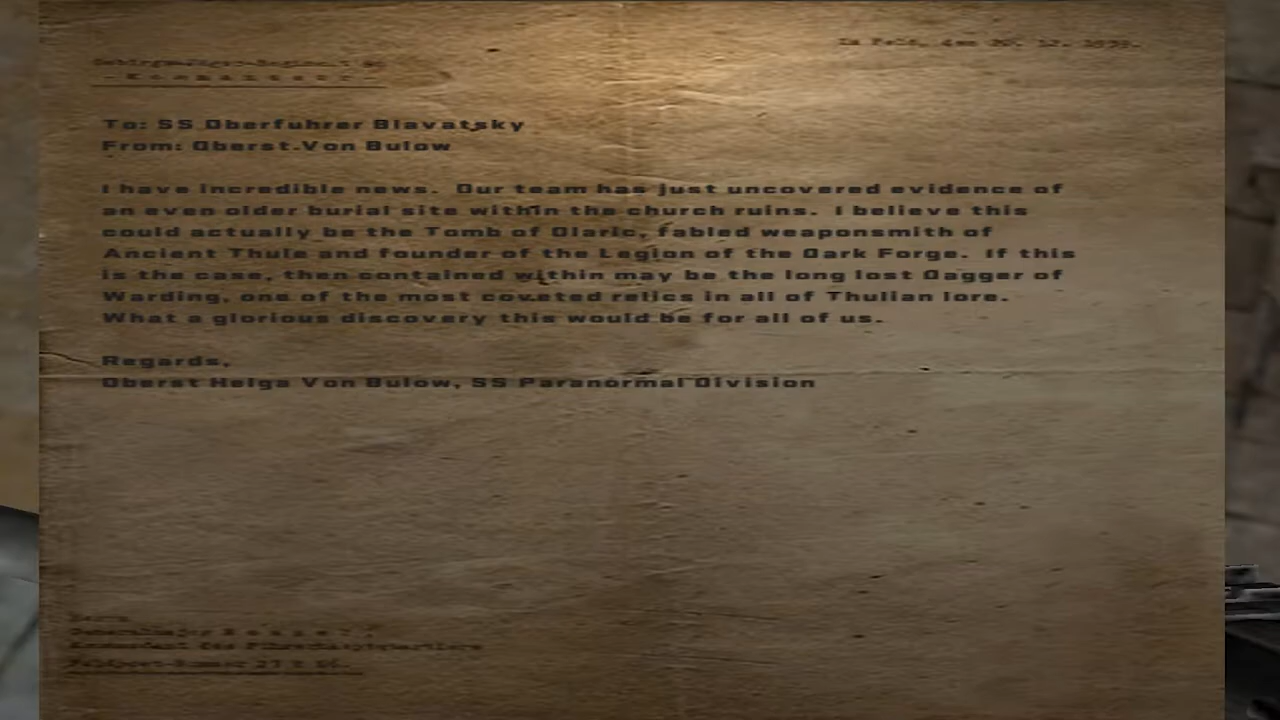 To: SS Oberfuhrer Blavatsky
From: Oberst.Von Bulow
I have incredible news. Our team has just uncovered evidence of
an even older burial site within the church ruins. I believe this
could actually be the Tomb of Olaric, fabled weaponsmith of
Ancient Thule and founder of the Legion of the Dark Forge. If this
is the case, then contained within may be the long lost Dagger of
Warding, one of the most coveted relics in all of Thulian lore.
What a glorious discovery this would be for all of us.
Regards,
Oberst Helga Von Bulow, SS Paranormal Division